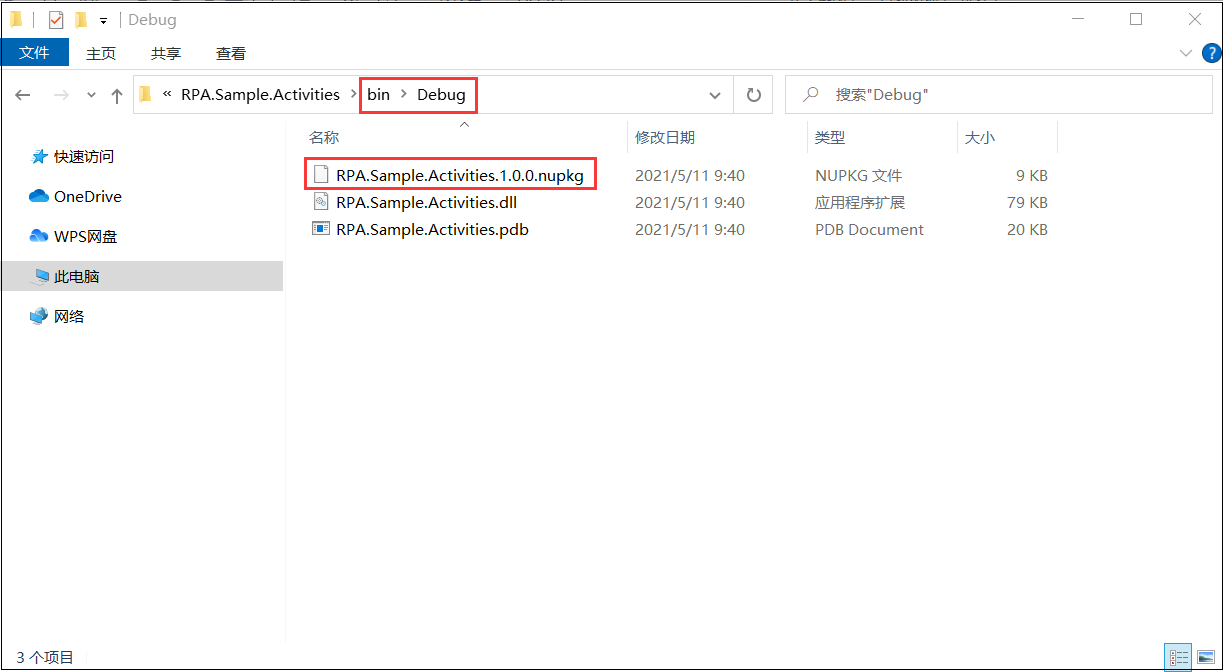 Debug
文件 主页 共享 查看 ?
« RPA.Sample.Activities > bin > Debug 搜索"Debug"
名称 修改日期 类型 大小
快速访问
OneDrive
WPS网盘
此电脑
网络
RPA.Sample.Activities.1.0.0.nupkg 2021/5/11 9:40 NUPKG 文件 9 KB
RPA.Sample.Activities.dll 2021/5/11 9:40 应用程序扩展 79 KB
RPA.Sample.Activities.pdb 2021/5/11 9:40 PDB Document 20 KB
3 个项目